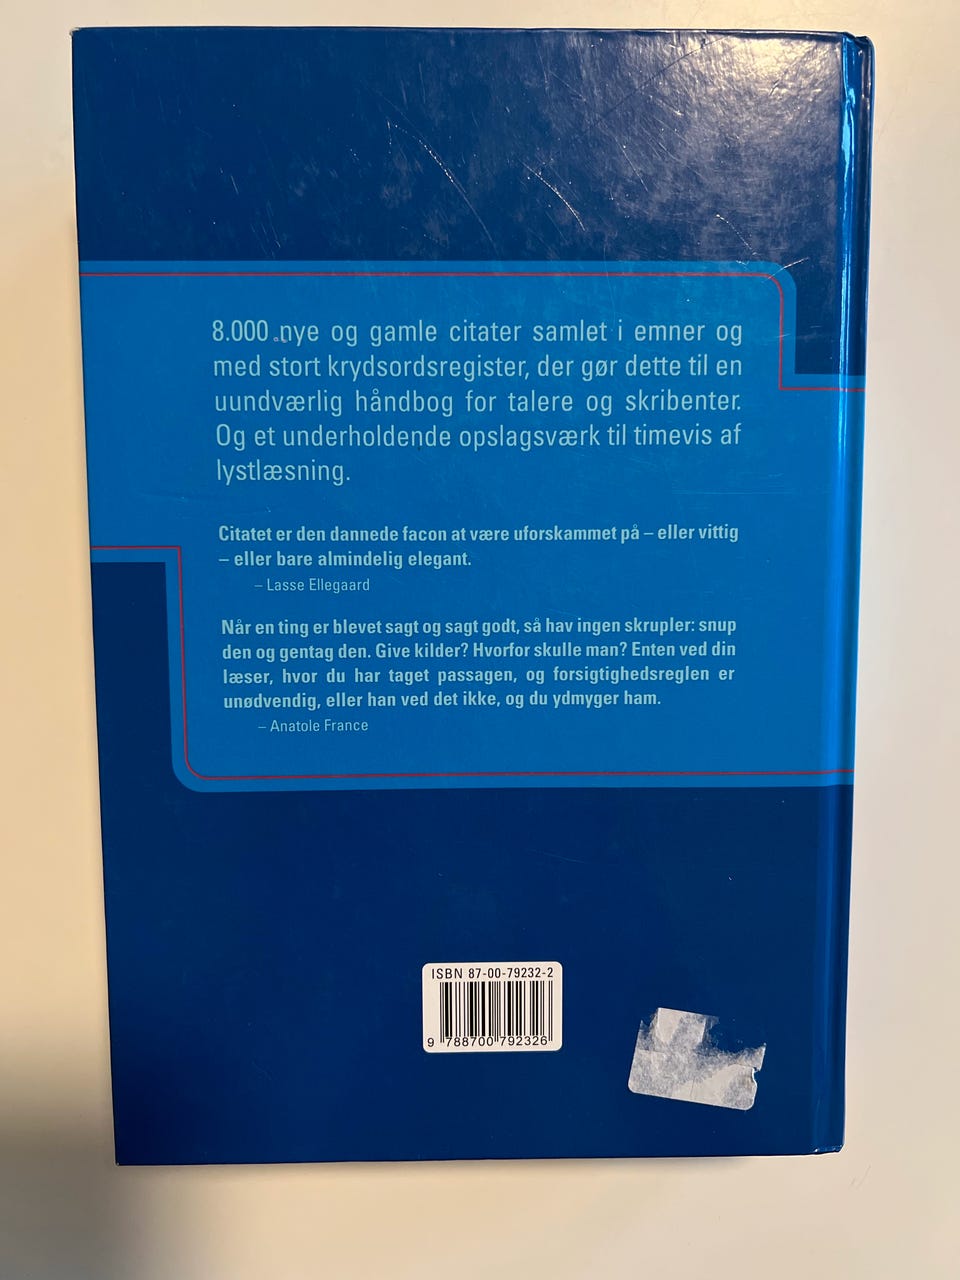 8.000 nye og gamle citater samlet i emner og
med stort krydsordsregister, der gør dette til en
uundværlig håndbog for talere og skribenter.
Og et underholdende opslagsværk til timevis af
lystlæsning.
Citatet er den dannede facon at være uforskammet på – eller vittig
– eller bare almindelig elegant.
– Lasse Ellegaard
Når en ting er blevet sagt og sagt godt, så hav ingen skrupler: snup
den og gentag den. Give kilder? Hvorfor skulle man? Enten ved din
læser, hvor du har taget passagen, og forsigtighedsreglen er
unødvendig, eller han ved det ikke, og du ydmyger ham.
– Anatole France
ISBN 87-00-79232-2
9 788700 792326